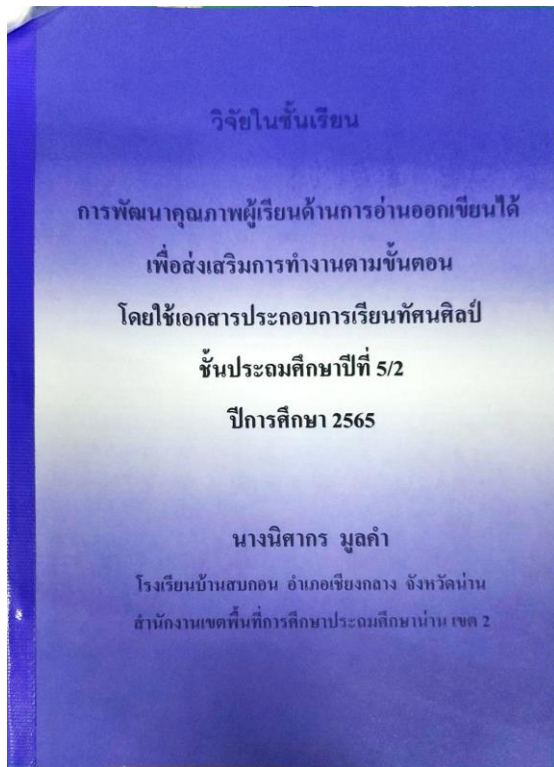 วิจัยในชั้นเรียน
การพัฒนาคุณภาพผู้เรียนด้านการอ่านออกเขียนได้
เพื่อส่งเสริมการทำงานตามขั้นตอน
โดยใช้เอกสารประกอบการเรียนทัศนศิลป์
ชั้นประถมศึกษาปีที่ 5/2
ปีการศึกษา 2565
นางนิศากร มูลคำ
โรงเรียนบ้านสบกอน อำเภอเชียงกลาง จังหวัดน่าน
สำนักงานเขตพื้นที่การศึกษาประถมศึกษาน่าน เขต 2